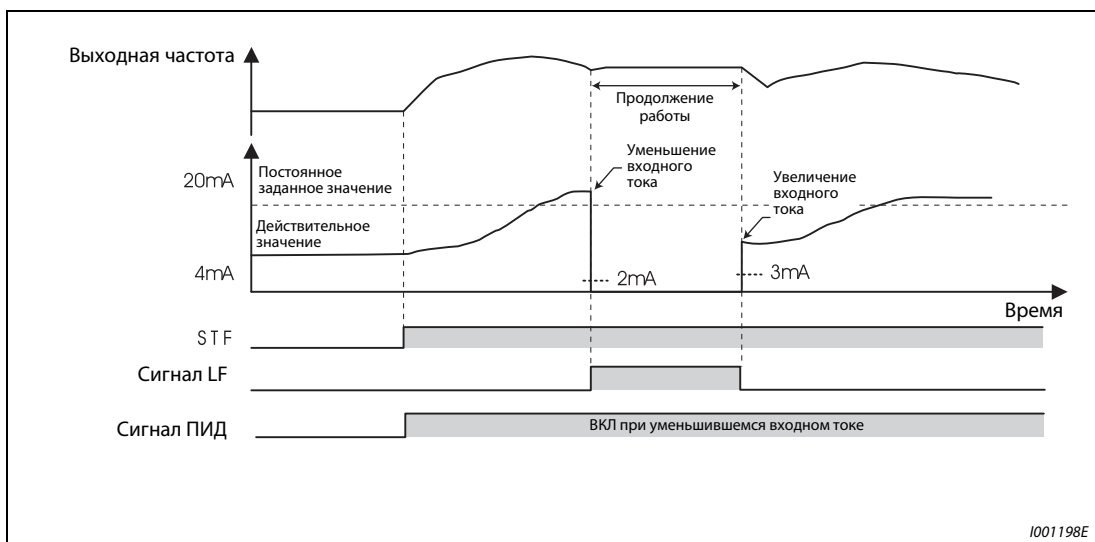 Выходная частота
Продолжение
работы
20mA
Постоянное
заданное значение
Уменьшение
входного
тока
Увеличение
входного
тока
Действительное
значение
4mA
2mA
3mA
Время
STF
Сигнал LF
Сигнал ПИД
ВКЛ при уменьшившемся входном токе
I001198E